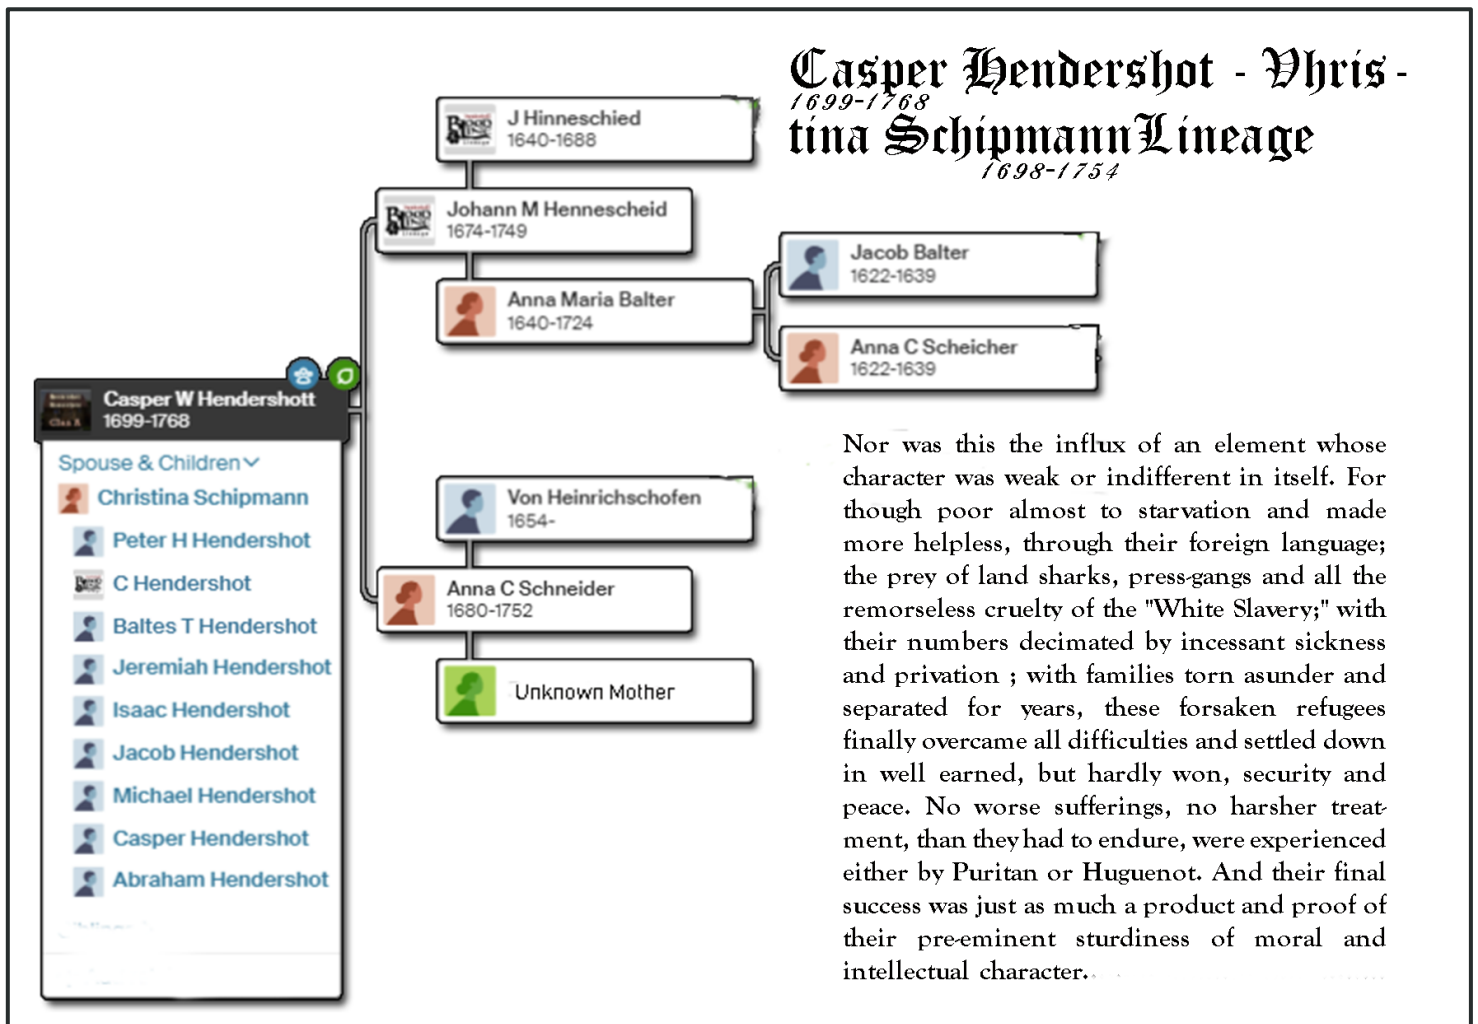 Casper Hendershot - Vhris-
1699-1768
tina Schipmann Lineage
1698-1754
J Hinneschied
1640-1688
Johann M Hennescheid
1674-1749
Anna Maria Balter
1640-1724
Jacob Balter
1622-1639
Anna C Scheicher
1622-1639
Casper W Hendershott
1699-1768
Spouse & Children
Christina Schipmann
Peter H Hendershot
C Hendershot
Baltes T Hendershot
Jeremiah Hendershot
Isaac Hendershot
Jacob Hendershot
Michael Hendershot
Casper Hendershot
Abraham Hendershot
Von Heinrichschofen
1654-
Anna C Schneider
1680-1752
Unknown Mother
Nor was this the influx of an element whose
character was weak or indifferent in itself. For
though poor almost to starvation and made
more helpless, through their foreign language;
the prey of land sharks, press-gangs and all the
remorseless cruelty of the "White Slavery;" with
their numbers decimated by incessant sickness
and privation ; with families torn asunder and
separated for years, these forsaken refugees
finally overcame all difficulties and settled down
in well earned, but hardly won, security and
peace. No worse sufferings, no harsher treat-
ment, than they had to endure, were experienced
either by Puritan or Huguenot. And their final
success was just as much a product and proof of
their pre-eminent sturdiness of moral and
intellectual character.